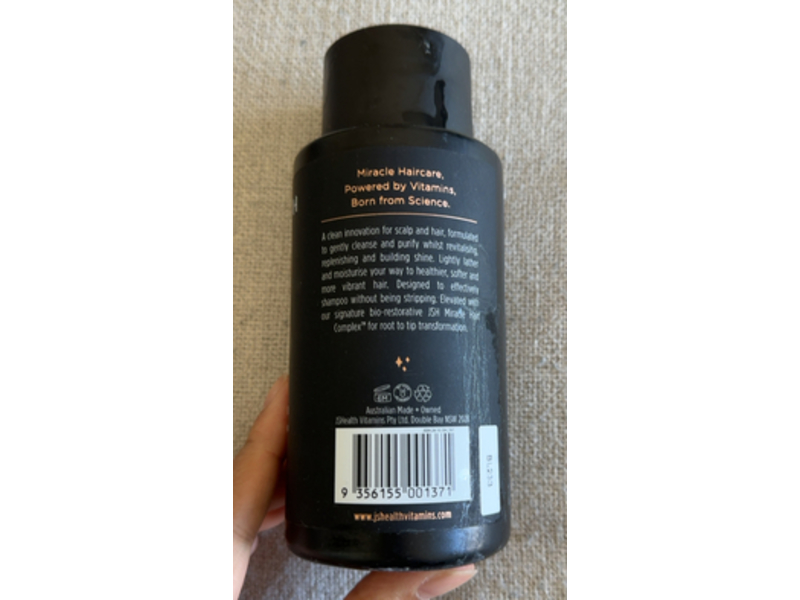 Miracle Haircare,
Powered by Vitamins,
Born from Science.
H
A clean innovation for scalp and hair, formulated
to gently cleanse and purify whilst revitalising,
replenishing and building shine. Lightly lather
and moisturise your way to healthier, softer and
more vibrant hair. Designed to effectively
shampoo without being stripping. Elevated with
our signature bio-restorative JSH Miracle Hair
Complex™ for root to tip transformation.
Australian Made + Owned
JSHealth Vitamins Pty Ltd. Double Bay NSW 2028
9 356155 001371
www.jshealthvitamins.com